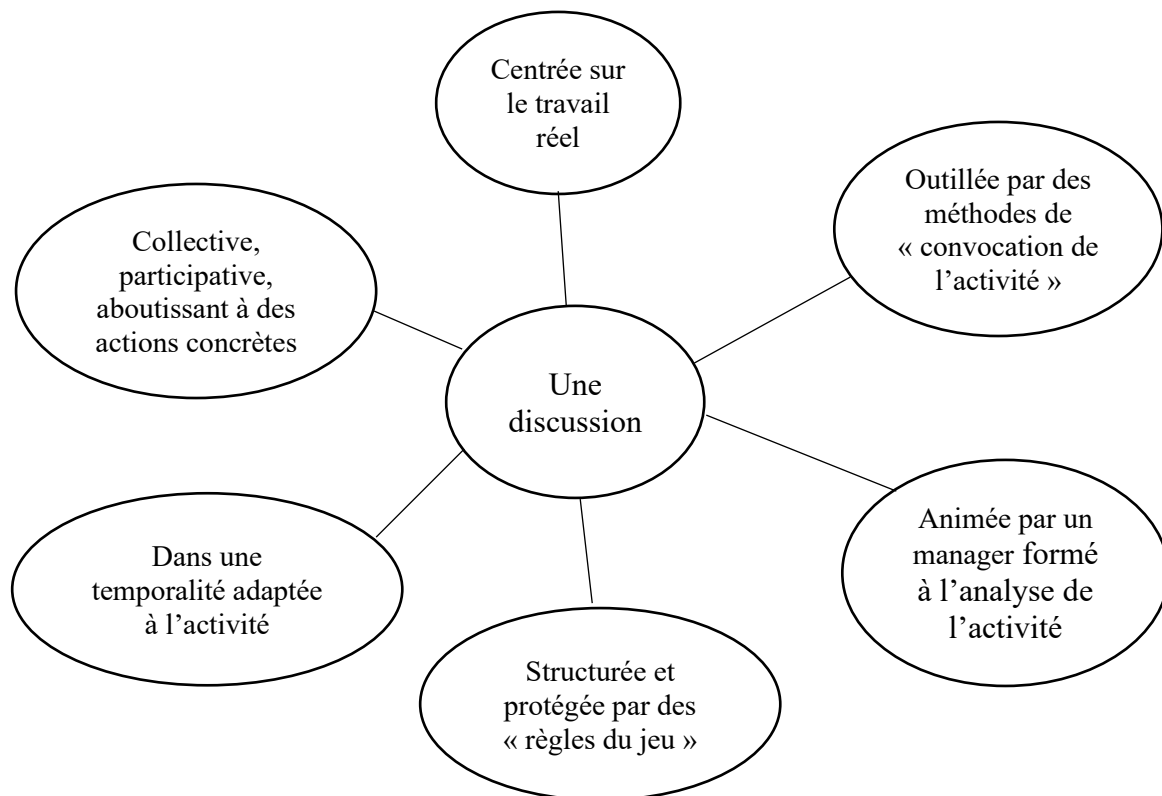 Centrée sur
le travail
réel
Outillée par des
méthodes de
« convocation de
l’activité »
Collective,
participative,
aboutissant à des
actions concrètes
Une
discussion
Animée par un
manager formé
à l’analyse de
l’activité
Dans une
temporalité adaptée
à l’activité
Structurée et
protégée par des
« règles du jeu »